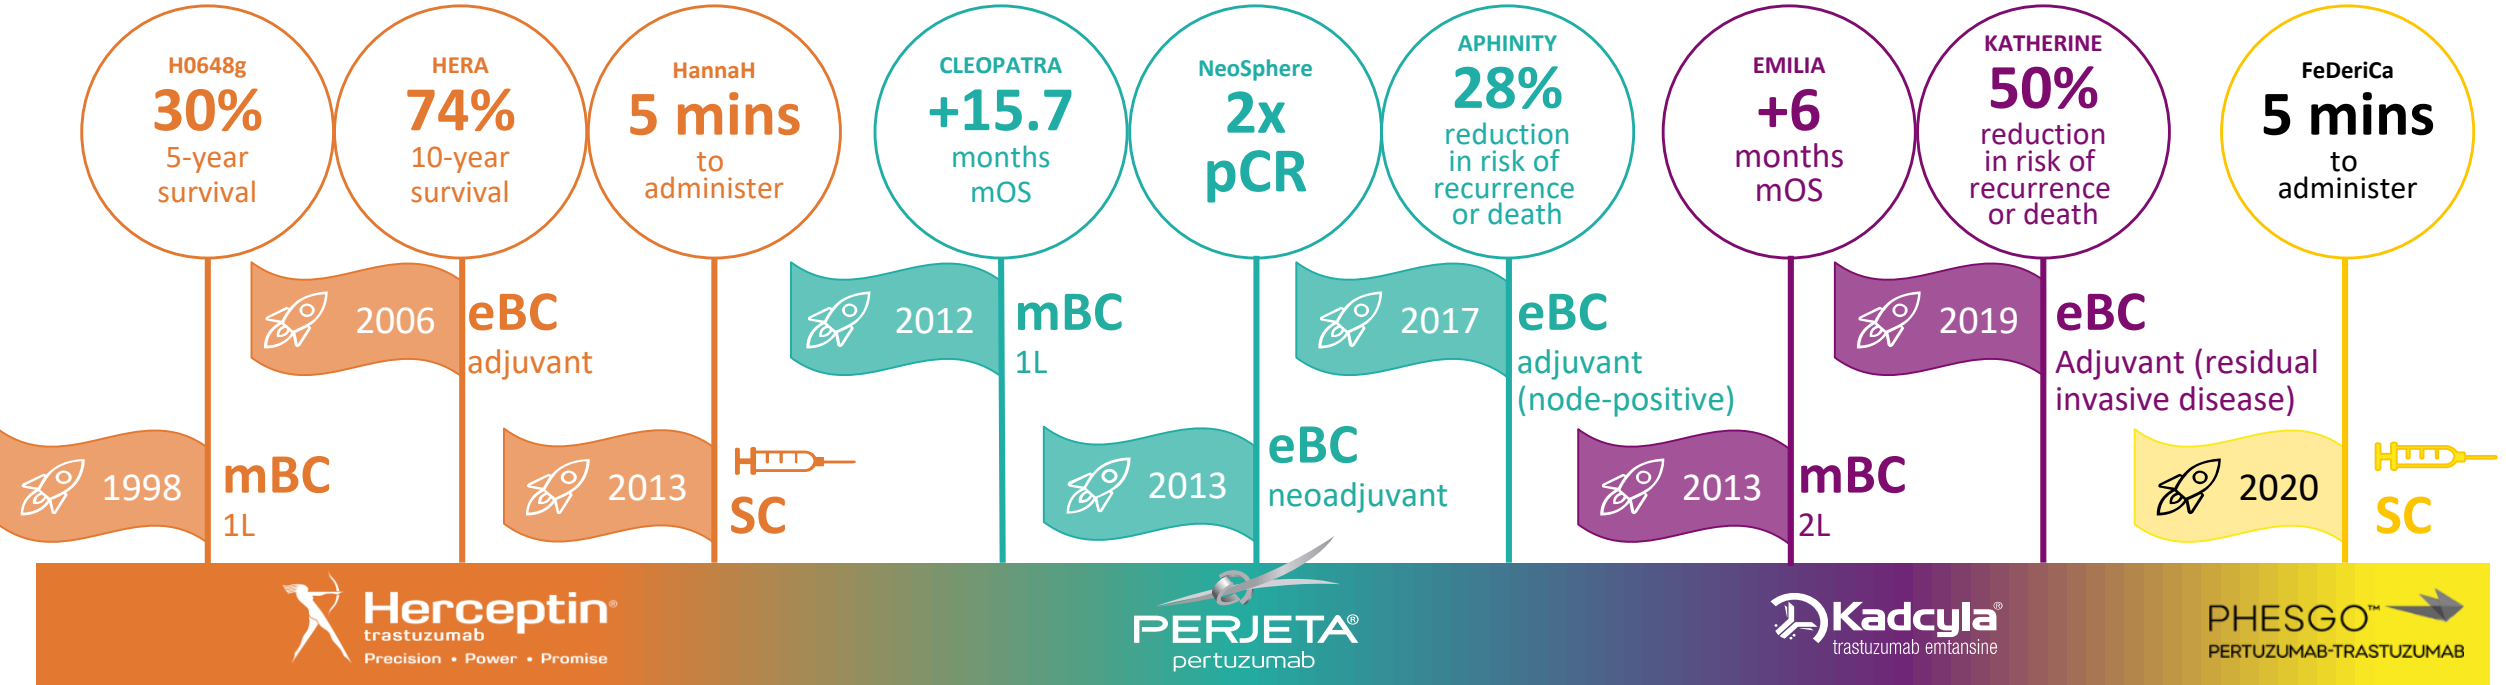 H0648g
30%
5-year
survival
HERA
74%
10-year
survival
HannaH
5 mins
to
administer
CLEOPATRA
+15.7
months
mOS
NeoSphere
2x
pCR
APHINITY
28%
reduction
in risk of
recurrence
or death
EMILIA
+6
months
mOS
KATHERINE
50%
reduction
in risk of
recurrence
or death
FeDeriCa
5 mins
to
administer
1998
mBC
1L
2006
eBC
adjuvant
2013
SC
2012
mBC
1L
2013
eBC
neoadjuvant
2017
eBC
adjuvant
(node-positive)
2013
mBC
2L
2019
eBC
Adjuvant (residual
invasive disease)
2020
SC
Herceptin®
trastuzumab
Precision • Power • Promise
PERJETA®
pertuzumab
Kadcyla®
trastuzumab emtansine
PHESGO™
PERTUZUMAB-TRASTUZUMAB